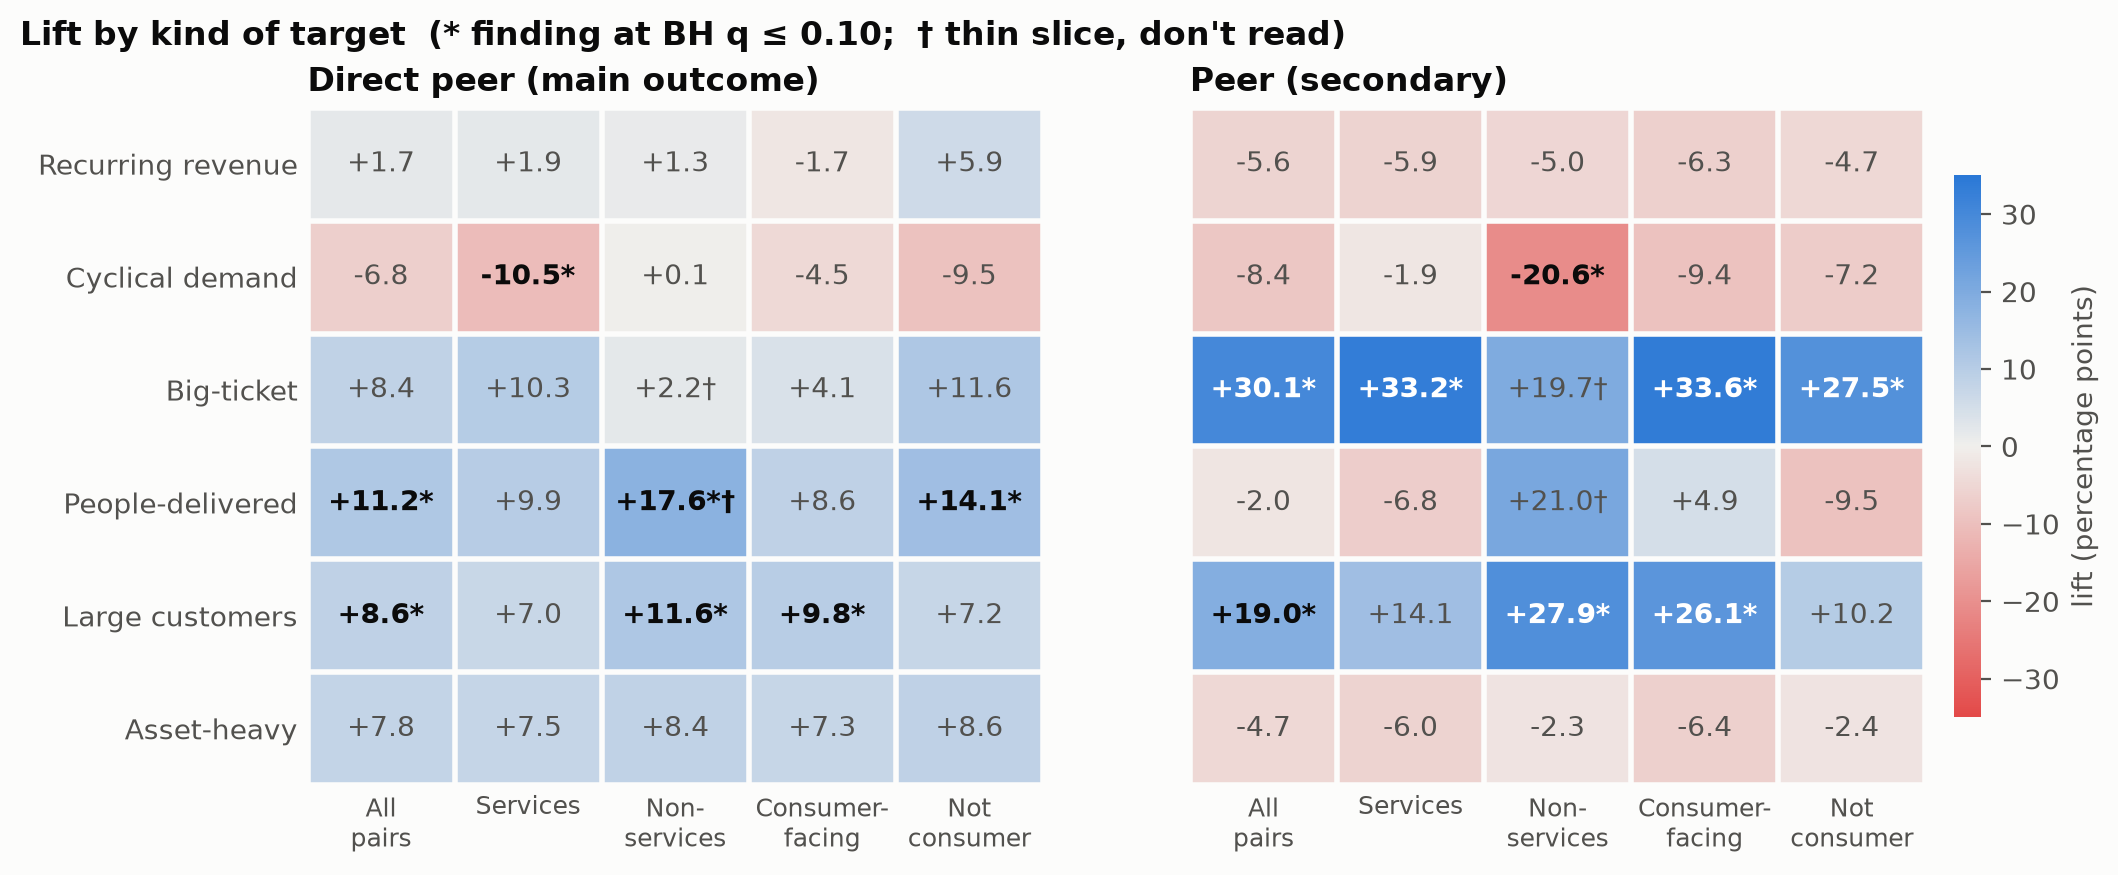 Lift by kind of target  (* finding at BH q ≤ 0.10;  † thin slice, don't read)
Direct peer (main outcome)
Recurring revenue +1.7 +1.9 +1.3 -1.7 +5.9
Cyclical demand -6.8 -10.5* +0.1 -4.5 -9.5
Big-ticket +8.4 +10.3 +2.2† +4.1 +11.6
People-delivered +11.2* +9.9 +17.6*† +8.6 +14.1*
Large customers +8.6* +7.0 +11.6* +9.8* +7.2
Asset-heavy +7.8 +7.5 +8.4 +7.3 +8.6
All Services Non- Consumer- Not
pairs services facing consumer
Peer (secondary)
-5.6 -5.9 -5.0 -6.3 -4.7
-8.4 -1.9 -20.6* -9.4 -7.2
+30.1* +33.2* +19.7† +33.6* +27.5*
-2.0 -6.8 +21.0† +4.9 -9.5
+19.0* +14.1 +27.9* +26.1* +10.2
-4.7 -6.0 -2.3 -6.4 -2.4
All Services Non- Consumer- Not
pairs services facing consumer
30
20
10
0
−10
−20
−30
lift (percentage points)